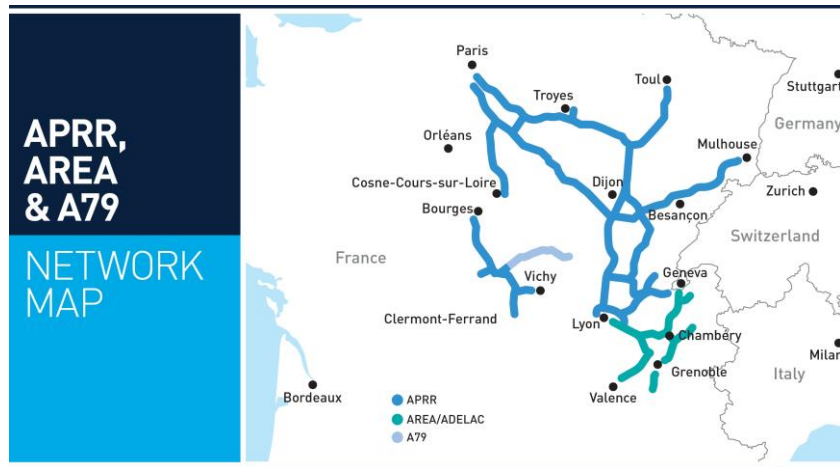 APRR,
AREA
& A79
NETWORK
MAP
Paris
Troyes
Toul
Stuttgart
Germany
Orléans
Mulhouse
Cosne-Cours-sur-Loire
Dijon
Zurich
Bourges
Besançon
Switzerland
France
Vichy
Geneva
Clermont-Ferrand
Lyon
Chambéry
Milan
Grenoble
Italy
Bordeaux
Valence
APRR
AREA/ADELAC
A79